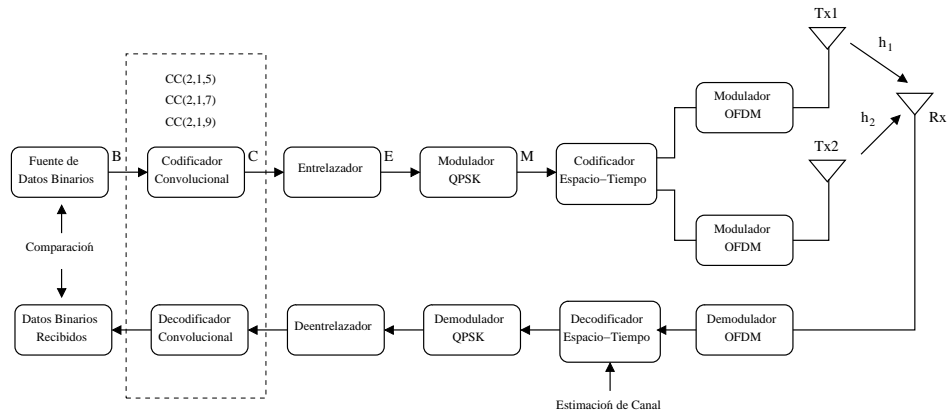 Tx1
h1
CC(2,1,5)
CC(2,1,7)
CC(2,1,9)
Modulador
OFDM
h2
Rx
Tx2
Fuente de
Datos Binarios
B
Codificador
Convolucional
C
Entrelazador
E
Modulador
QPSK
M
Codificador
Espacio−Tiempo
Modulador
OFDM
Comparación
Datos Binarios
Recibidos
Decodificador
Convolucional
Deentrelazador
Demodulador
QPSK
Decodificador
Espacio−Tiempo
Demodulador
OFDM
Estimación de Canal